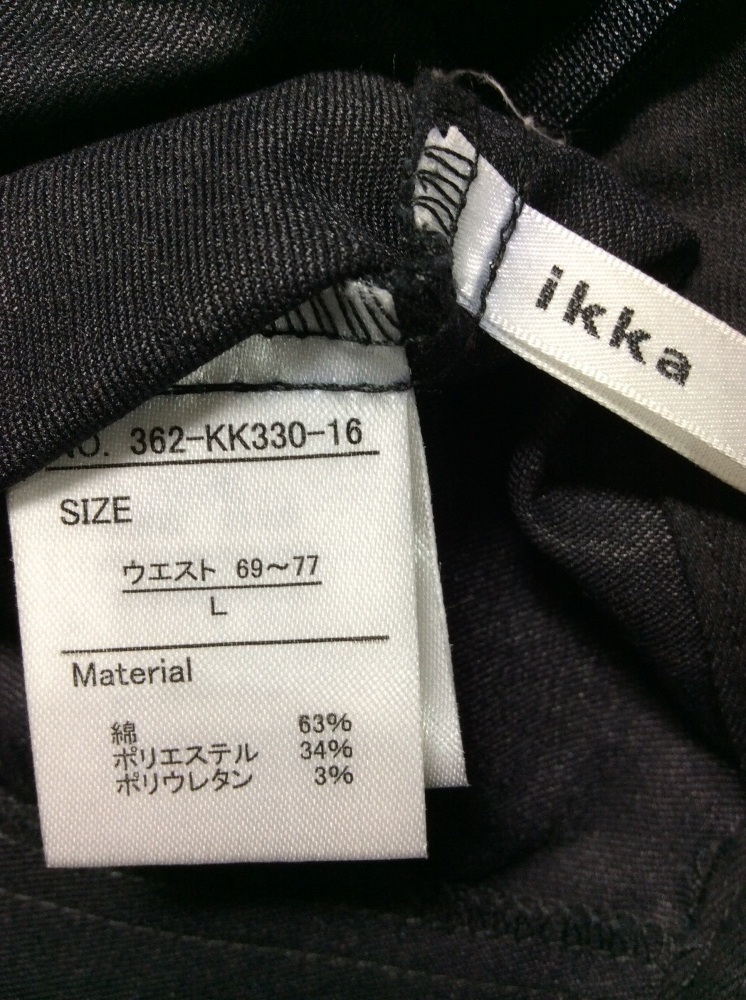 ikka
NO. 362-KK330-16
SIZE
ウエスト 69～77
L
Material
綿 63%
ポリエステル 34%
ポリウレタン 3%